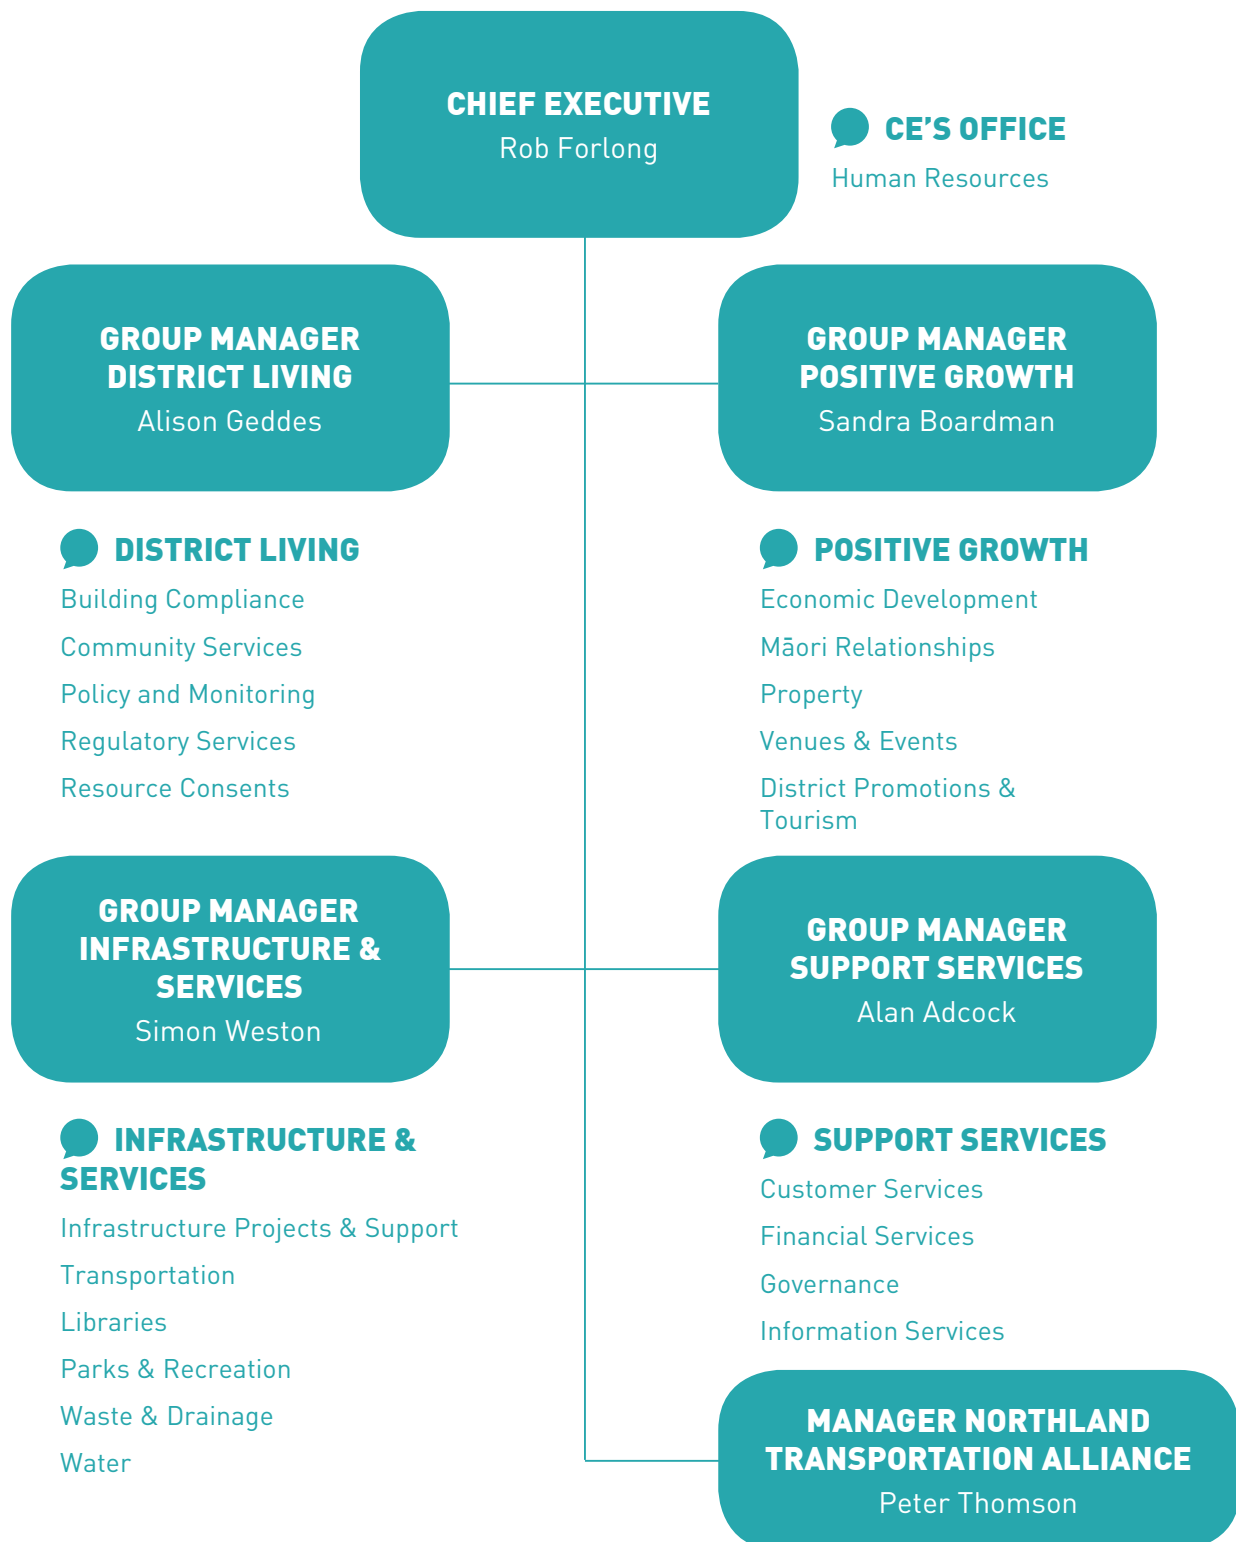 CHIEF EXECUTIVE
Rob Forlong
CE'S OFFICE
Human Resources
GROUP MANAGER
DISTRICT LIVING
Alison Geddes
GROUP MANAGER
POSITIVE GROWTH
Sandra Boardman
DISTRICT LIVING
Building Compliance
Community Services
Policy and Monitoring
Regulatory Services
Resource Consents
POSITIVE GROWTH
Economic Development
Māori Relationships
Property
Venues & Events
District Promotions &
Tourism
GROUP MANAGER
INFRASTRUCTURE &
SERVICES
Simon Weston
GROUP MANAGER
SUPPORT SERVICES
Alan Adcock
INFRASTRUCTURE &
SERVICES
Infrastructure Projects & Support
Transportation
Libraries
Parks & Recreation
Waste & Drainage
Water
SUPPORT SERVICES
Customer Services
Financial Services
Governance
Information Services
MANAGER NORTHLAND
TRANSPORTATION ALLIANCE
Peter Thomson